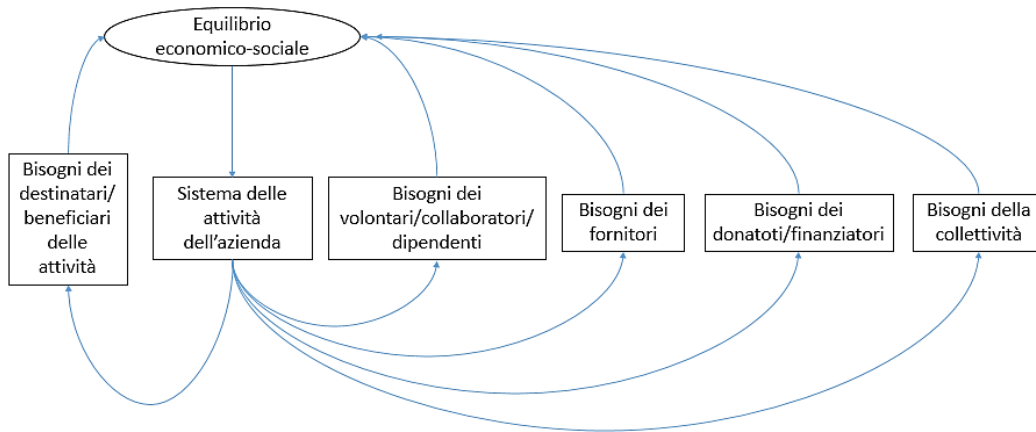 Equilibrio
economico-sociale
Bisogni dei
destinatari/
beneficiari
delle
attività
Sistema delle
attività
dell'azienda
Bisogni dei
volontari/collaboratori/
dipendenti
Bisogni dei
fornitori
Bisogni dei
donatoti/finanziatori
Bisogni della
collettività